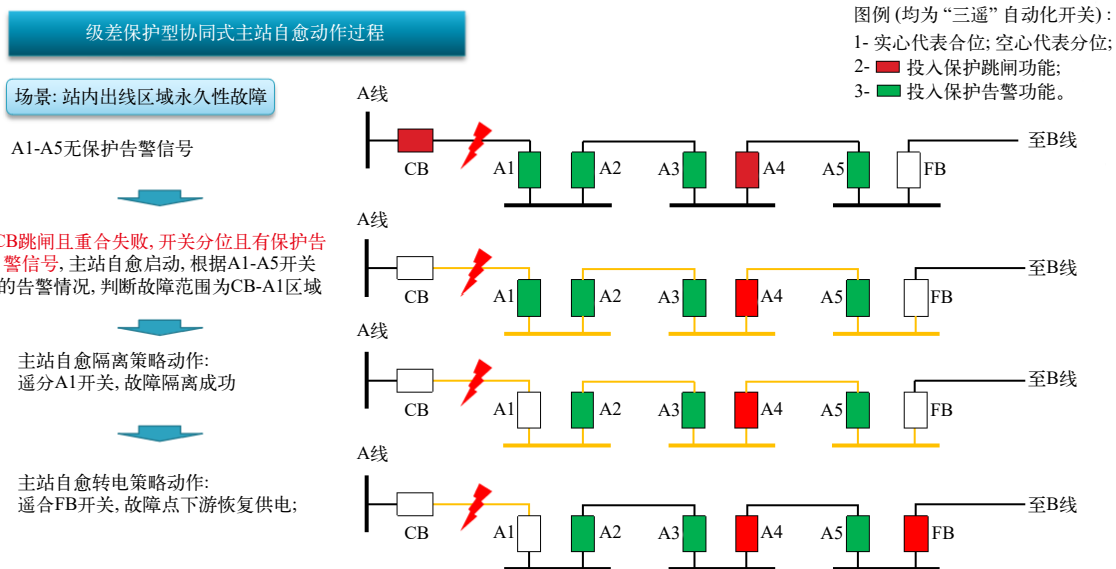 级差保护型协同式主站自愈动作过程
图例 (均为 “三遥” 自动化开关) :
1- 实心代表合位; 空心代表分位;
2- 投入保护跳闸功能;
3- 投入保护告警功能。
场景: 站内出线区域永久性故障
A1-A5无保护告警信号
A线
CB
A1
A2
A3
A4
A5
FB
至B线
CB跳闸且重合失败, 开关分位且有保护告
警信号, 主站自愈启动, 根据A1-A5开关
的告警情况, 判断故障范围为CB-A1区域
A线
CB
A1
A2
A3
A4
A5
FB
至B线
主站自愈隔离策略动作:
遥分A1开关, 故障隔离成功
A线
CB
A1
A2
A3
A4
A5
FB
至B线
主站自愈转电策略动作:
遥合FB开关, 故障点下游恢复供电;
A线
CB
A1
A2
A3
A4
A5
FB
至B线